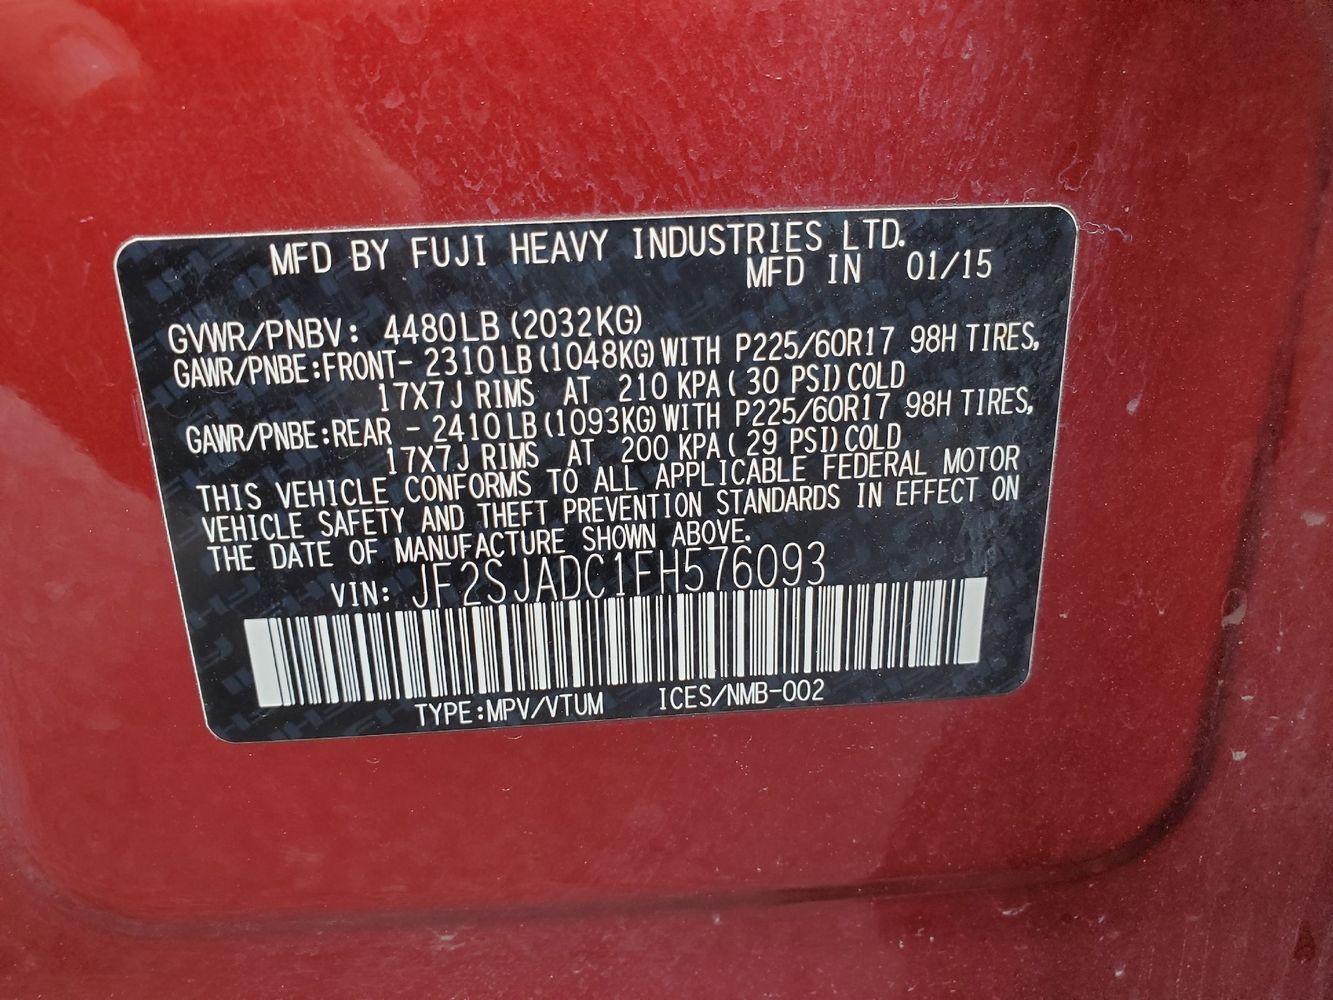 MFD BY FUJI HEAVY INDUSTRIES LTD.
MFD IN 01/15
GVWR/PNBV: 4480LB (2032KG)
GAWR/PNBE:FRONT- 2310LB (1048KG) WITH P225/60R17 98H TIRES,
17X7J RIMS AT 210 KPA ( 30 PSI) COLD
GAWR/PNBE:REAR - 2410LB (1093KG) WITH P225/60R17 98H TIRES,
17X7J RIMS AT 200 KPA ( 29 PSI) COLD
THIS VEHICLE CONFORMS TO ALL APPLICABLE FEDERAL MOTOR
VEHICLE SAFETY AND THEFT PREVENTION STANDARDS IN EFFECT ON
THE DATE OF MANUFACTURE SHOWN ABOVE.
VIN: JF2SJADC1FH576093
TYPE:MPV/VTUM ICES/NMB-002